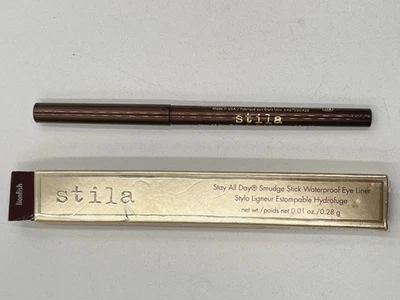 stila
lionfish
stila
Stay All Day® Smudge Stick Waterproof Eye Liner
Stylo Ligneur Estompable Hydrofuge
net wt./poids net 0.01 oz./0.28 g